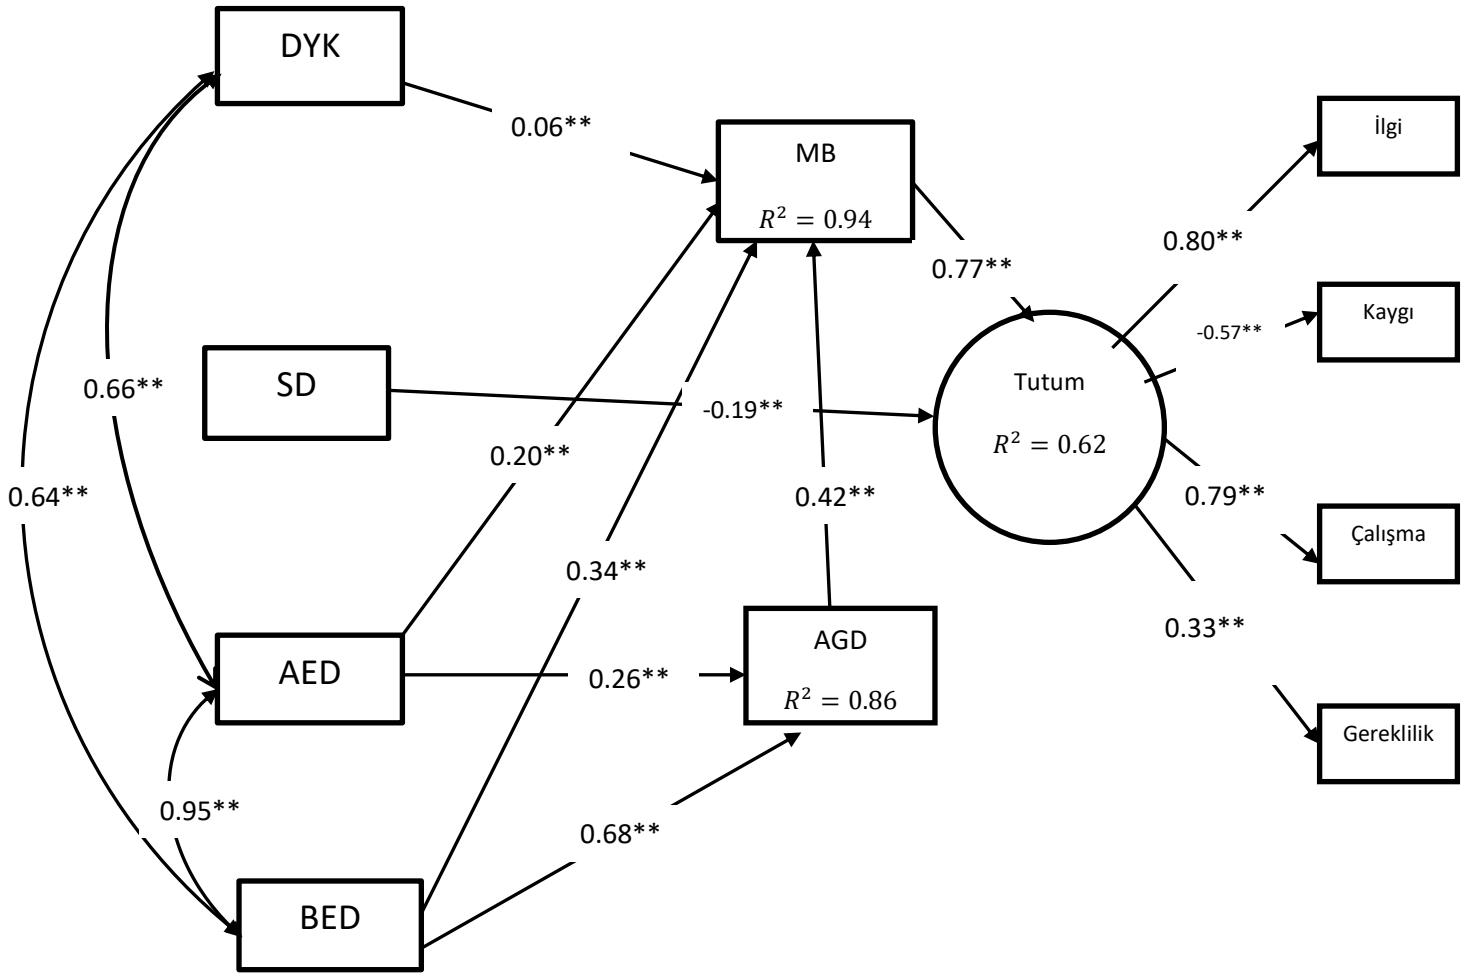 DYK
0.06**
MB
R² = 0.94
İlgi
0.80**
0.77**
Kaygı
-0.57**
SD
0.66**
-0.19**
Tutum
R² = 0.62
0.20**
0.64**
0.42**
0.79**
Çalışma
0.34**
0.33**
AED
0.26**
AGD
R² = 0.86
Gereklilik
0.95**
0.68**
BED